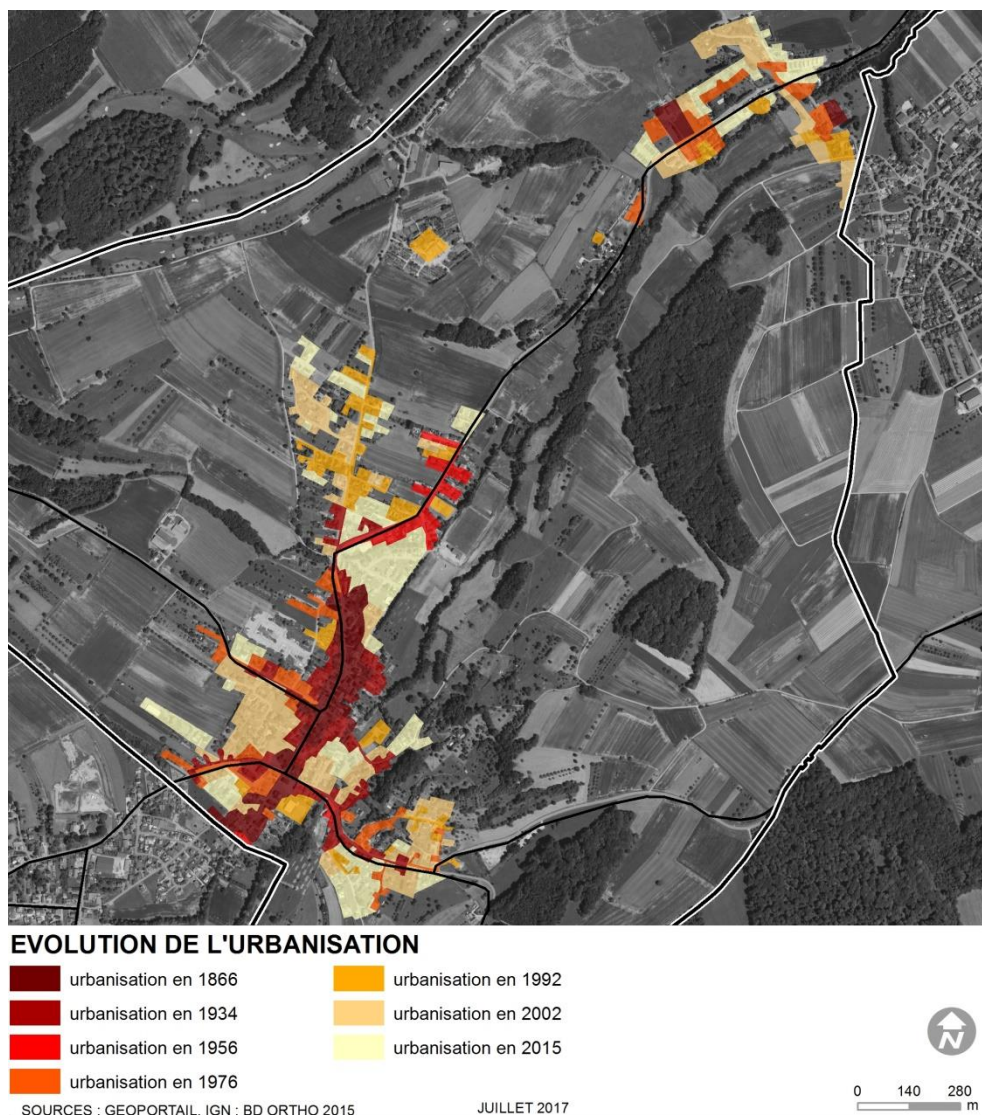 EVOLUTION DE L'URBANISATION
urbanisation en 1866
urbanisation en 1934
urbanisation en 1956
urbanisation en 1976
urbanisation en 1992
urbanisation en 2002
urbanisation en 2015
N
0 140 280
m
SOURCES : GEOPORTAIL, IGN ; BD ORTHO 2015
JUILLET 2017